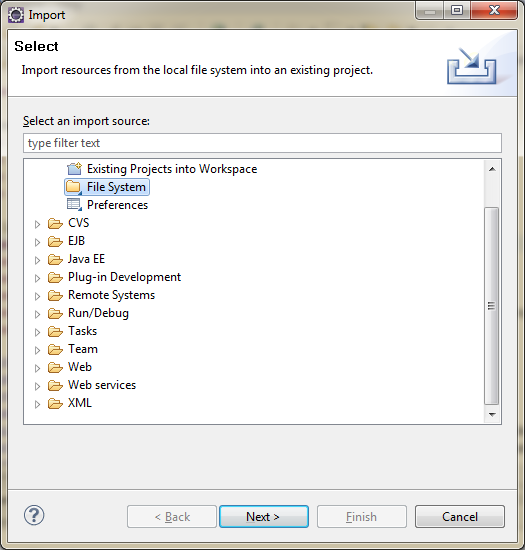 Import
Select
Import resources from the local file system into an existing project.
Select an import source:
type filter text
Existing Projects into Workspace
File System
Preferences
CVS
EJB
Java EE
Plug-in Development
Remote Systems
Run/Debug
Tasks
Team
Web
Web services
XML
? < Back Next > Finish Cancel